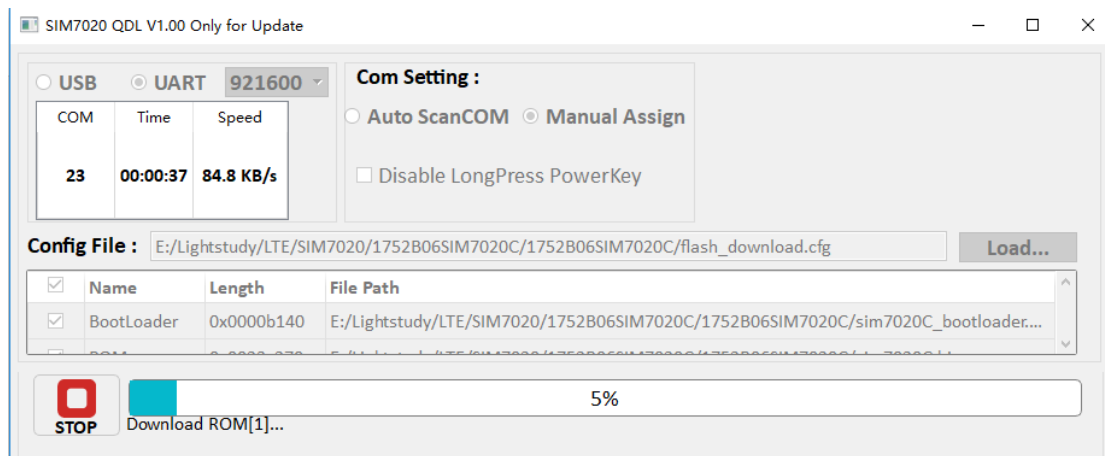 SIM7020 QDL V1.00 Only for Update
USB UART 921600
COM Time Speed
23 00:00:37 84.8 KB/s
Com Setting :
Auto ScanCOM Manual Assign
Disable LongPress PowerKey
Config File : E:/Lightstudy/LTE/SIM7020/1752B06SIM7020C/1752B06SIM7020C/flash_download.cfg Load...
Name Length File Path
BootLoader 0x0000b140 E:/Lightstudy/LTE/SIM7020/1752B06SIM7020C/1752B06SIM7020C/sim7020C_bootloader....
5%
STOP Download ROM[1]...